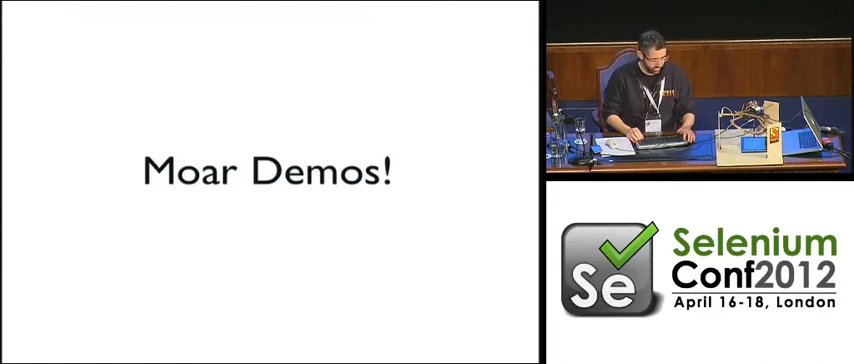 Moar Demos!
Se
Selenium
Conf2012
April 16-18, London